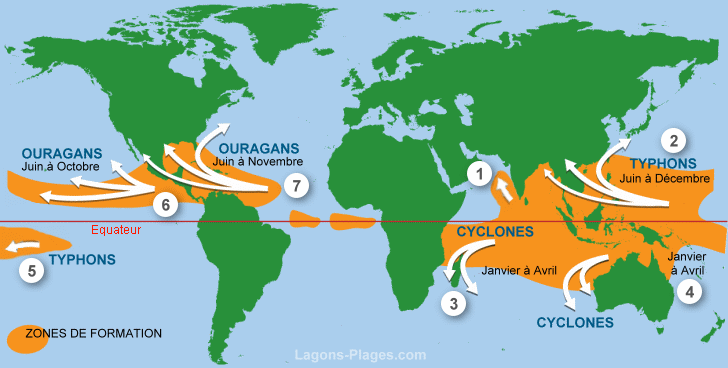 OURAGANS
Juin à Octobre
OURAGANS
Juin à Novembre
2
TYPHONS
Juin à Décembre
1
7
6
Equateur
CYCLONES
5
TYPHONS
Janvier à Avril
Janvier
à Avril
3
4
CYCLONES
ZONES DE FORMATION
Lagons-Plages.com